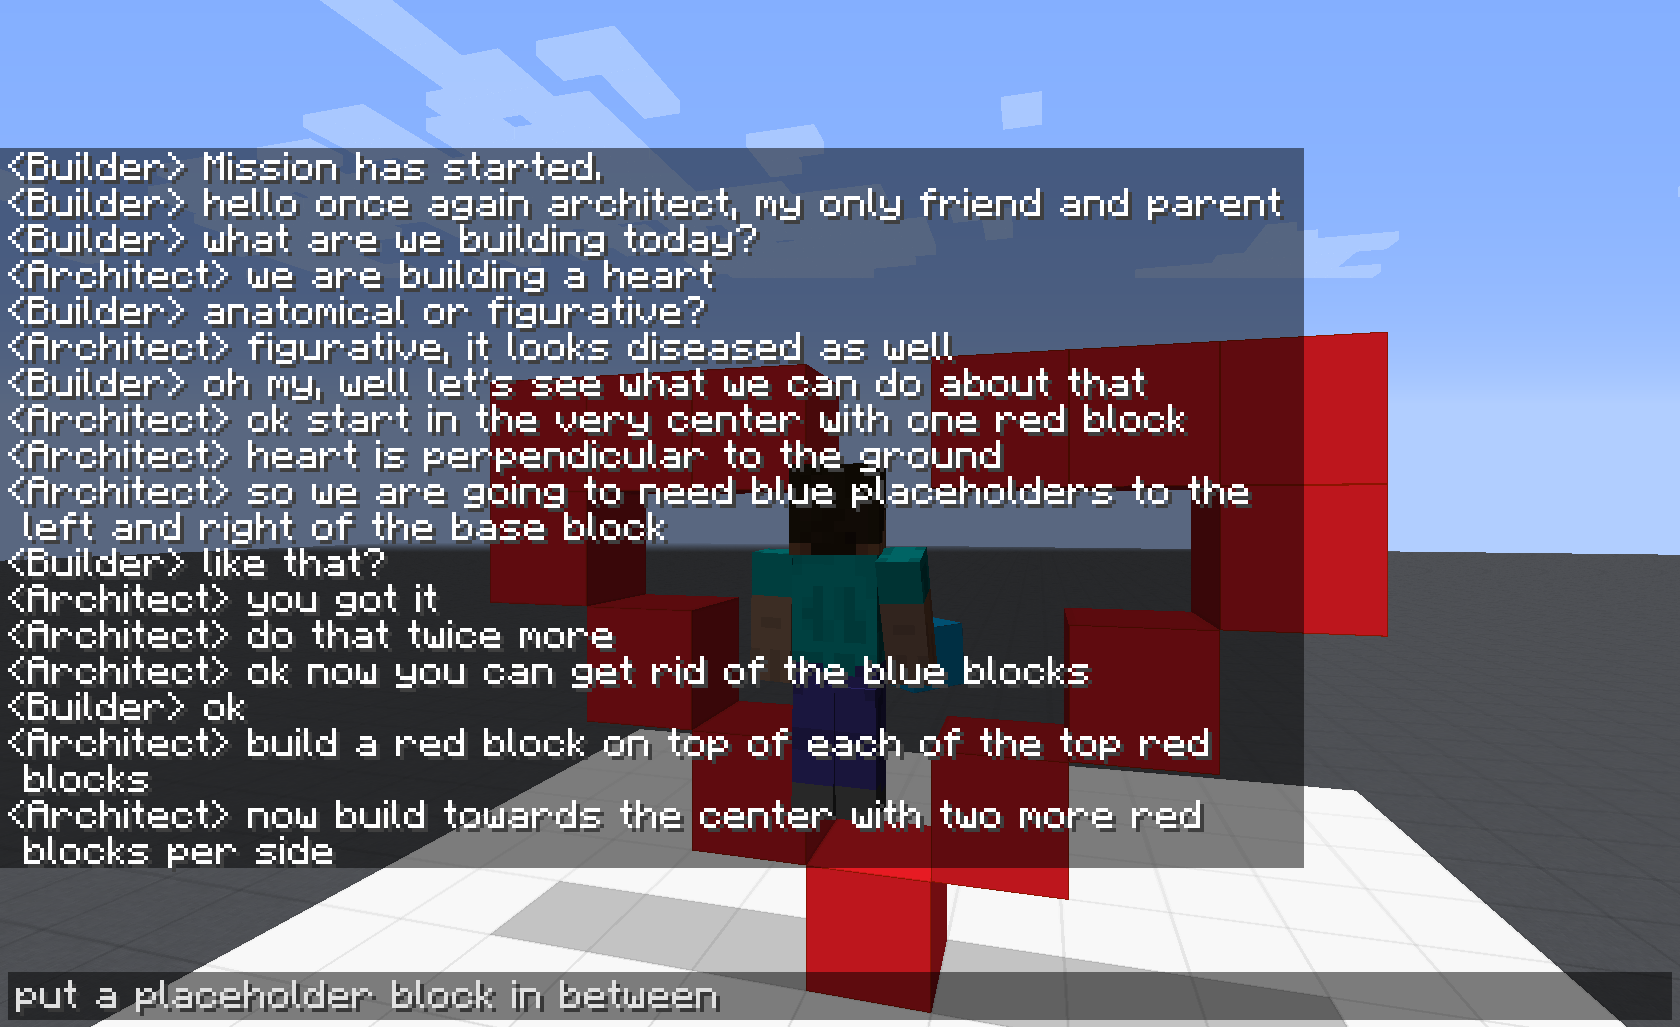 <Builder> Mission has started.
<Builder> hello once again architect, my only friend and parent
<Builder> what are we building today?
<Architect> we are building a heart
<Builder> anatomical or figurative?
<Architect> figurative, it looks diseased as well
<Builder> oh my, well let's see what we can do about that
<Architect> ok start in the very center with one red block
<Architect> heart is perpendicular to the ground
<Architect> so we are going to need blue placeholders to the
left and right of the base block
<Builder> like that?
<Architect> you got it
<Architect> do that twice more
<Architect> ok now you can get rid of the blue blocks
<Builder> ok
<Architect> build a red block on top of each of the top red
blocks
<Architect> now build towards the center with two more red
blocks per side
put a placeholder block in between